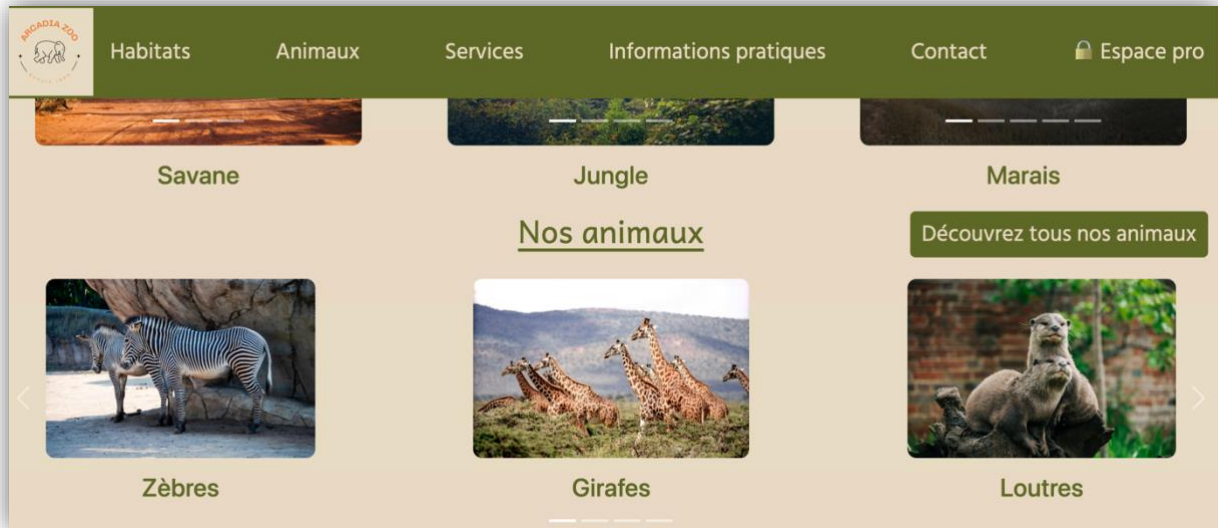 ARCADIA ZOO
Habitats
Animaux
Services
Informations pratiques
Contact
Espace pro
Savane
Jungle
Marais
Nos animaux
Découvrez tous nos animaux
Zèbres
Girafes
Loutres